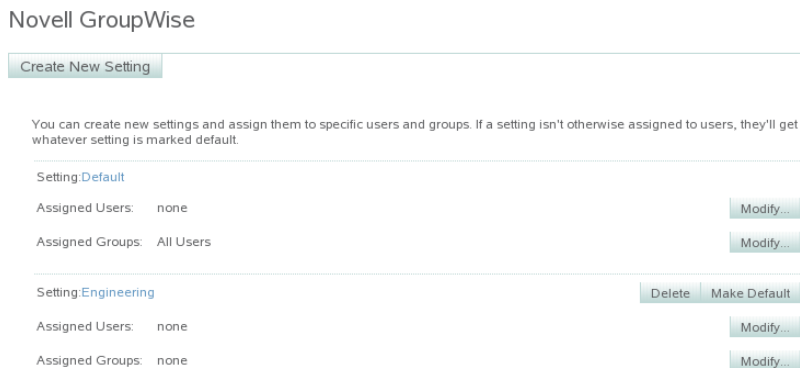 Novell GroupWise
Create New Setting
You can create new settings and assign them to specific users and groups. If a setting isn't otherwise assigned to users, they'll get
whatever setting is marked default.
Setting:Default
Assigned Users: none Modify...
Assigned Groups: All Users Modify...
Setting:Engineering Delete Make Default
Assigned Users: none Modify...
Assigned Groups: none Modify...